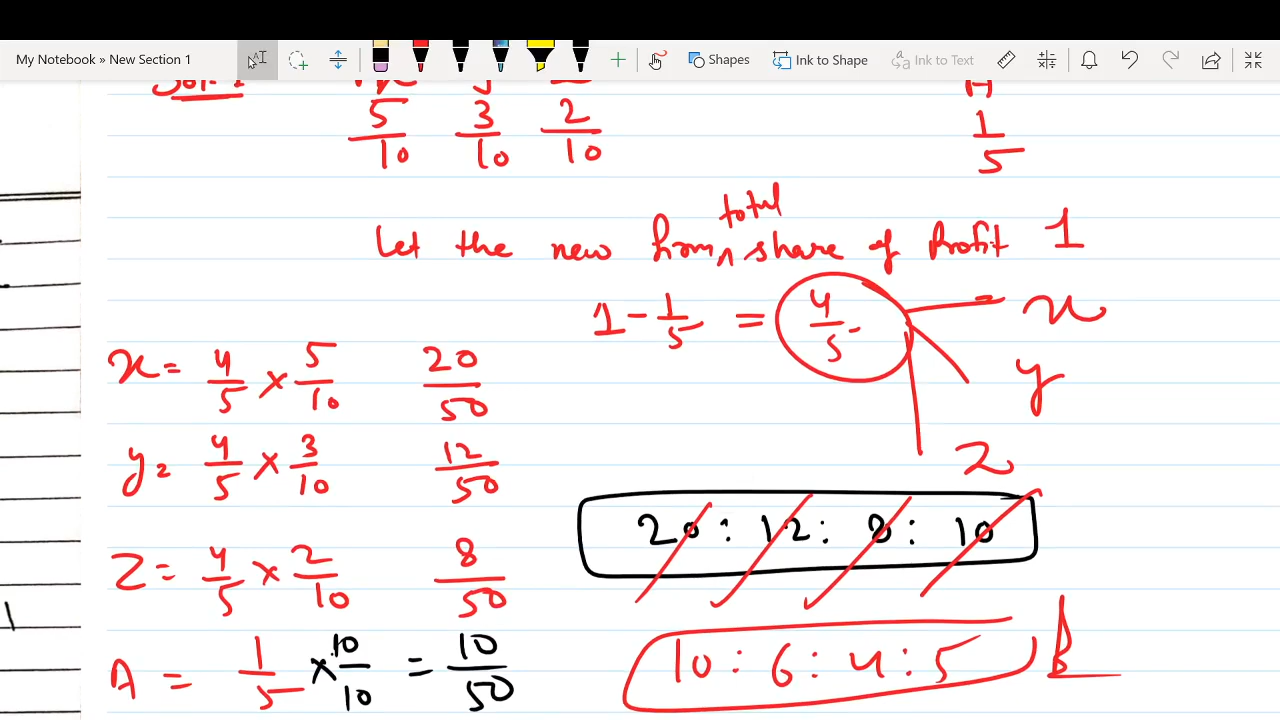 My Notebook » New Section 1
Shapes
Ink to Shape
Ink to Text
5/10 3/10 2/10
1/5
total
Let the new from ∧ share of Profit 1
1 - 1/5 = 4/5
x
y
z
x = 4/5 × 5/10 20/50
y = 4/5 × 3/10 12/50
z = 4/5 × 2/10 8/50
A = 1/5 × 10/10 = 10/50
20 : 12 : 8 : 10
10 : 6 : 4 : 5